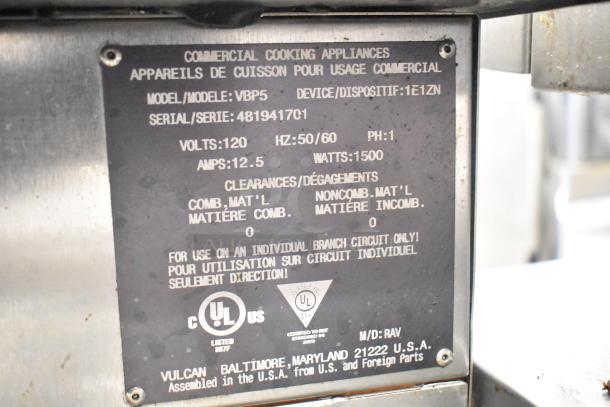 COMMERCIAL COOKING APPLIANCES
APPAREILS DE CUISSON POUR USAGE COMMERCIAL
MODEL/MODELE:VBP5 DEVICE/DISPOSITIF:1E1ZN
SERIAL/SERIE:481941701
VOLTS:120 HZ:50/60 PH:1
AMPS:12.5 WATTS:1500
CLEARANCES/DÉGAGEMENTS
COMB.MAT'L NONCOMB.MAT'L
MATIÈRE COMB. MATIÈRE INCOMB.
0 0
FOR USE ON AN INDIVIDUAL BRANCH CIRCUIT ONLY!
POUR UTILISATION SUR CIRCUIT INDIVIDUEL
SEULEMENT DIRECTION!
C UL US
LISTED
UL
M/D:RAV
VULCAN BALTIMORE,MARYLAND 21222 U.S.A.
Assembled in the U.S.A. from U.S. and Foreign Parts